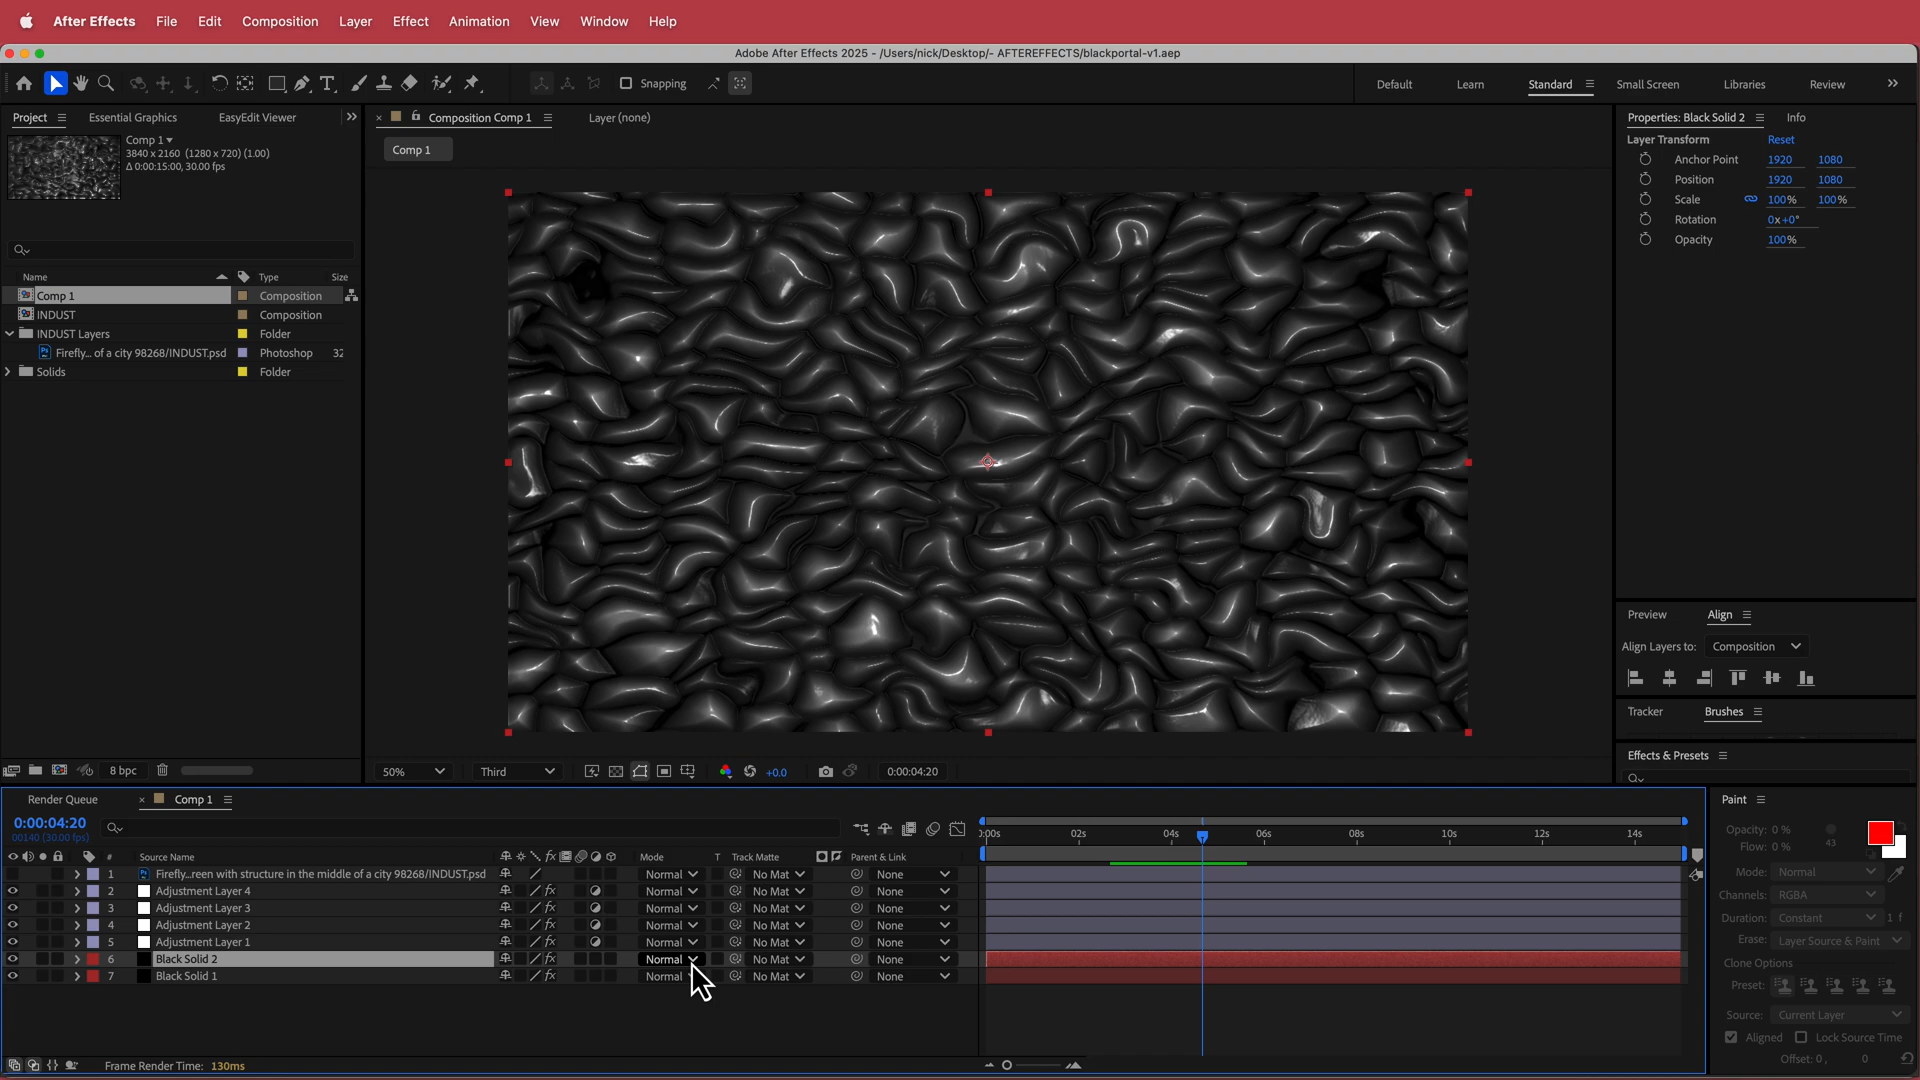 After Effects File Edit Composition Layer Effect Animation View Window Help
Adobe After Effects 2025 - /Users/nick/Desktop/- AFTEREFFECTS/blackportal-v1.aep
Snapping Default Learn Standard Small Screen Libraries Review
Project Essential Graphics EasyEdit Viewer
Comp 1
3840 x 2160 (1280 x 720) (1.00)
Δ 0:00:15:00, 30.00 fps
Name Type Size
Comp 1 Composition
INDUST Composition
INDUST Layers Folder
Firefly... of a city 98268/INDUST.psd Photoshop 32
Solids Folder
8 bpc
Composition Comp 1 Layer (none)
Comp 1
50% Third +0.0 0:00:04:20
Properties: Black Solid 2 Info
Layer Transform Reset
Anchor Point 1920 1080
Position 1920 1080
Scale 100% 100%
Rotation 0x+0°
Opacity 100%
Preview Align
Align Layers to: Composition
Tracker Brushes
Effects & Presets
Render Queue Comp 1
0:00:04:20
00140 (30.00 fps)
# Source Name fx Mode T Track Matte Parent & Link
1 Firefly...reen with structure in the middle of a city 98268/INDUST.psd Normal No Mat None
2 Adjustment Layer 4 fx Normal No Mat None
3 Adjustment Layer 3 fx Normal No Mat None
4 Adjustment Layer 2 fx Normal No Mat None
5 Adjustment Layer 1 fx Normal No Mat None
6 Black Solid 2 fx Normal No Mat None
7 Black Solid 1 fx Normal No Mat None
0:00s 02s 04s 06s 08s 10s 12s 14s
Frame Render Time: 130ms
Paint
Opacity: 0 %
Flow: 0 % 43
Mode: Normal
Channels: RGBA
Duration: Constant 1 f
Erase: Layer Source & Paint
Clone Options
Preset:
Source: Current Layer
Aligned Lock Source Time
Offset: 0 , 0